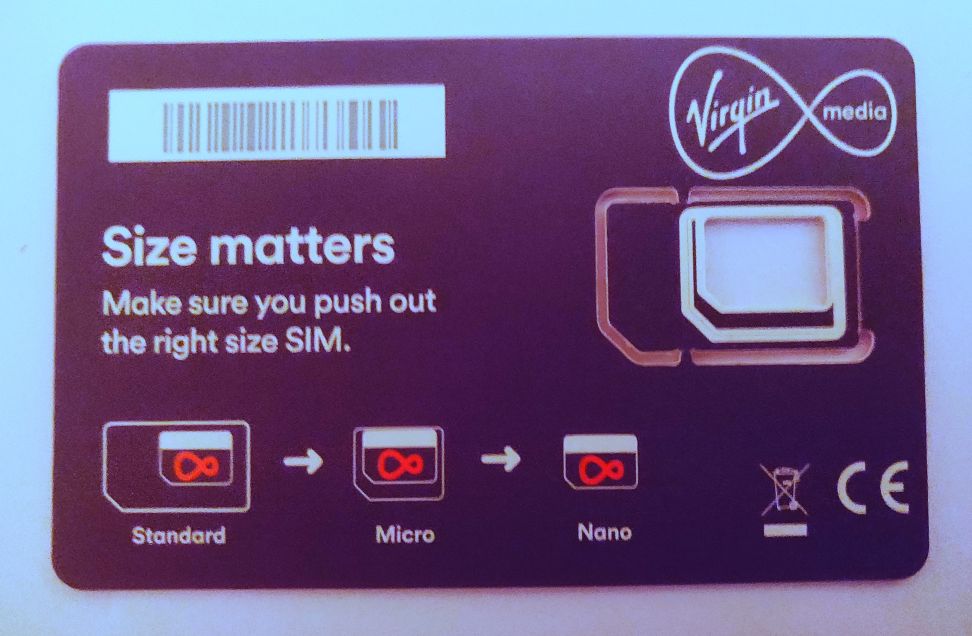 Virgin media
Size matters
Make sure you push out
the right size SIM.
Standard
Micro
Nano
CE